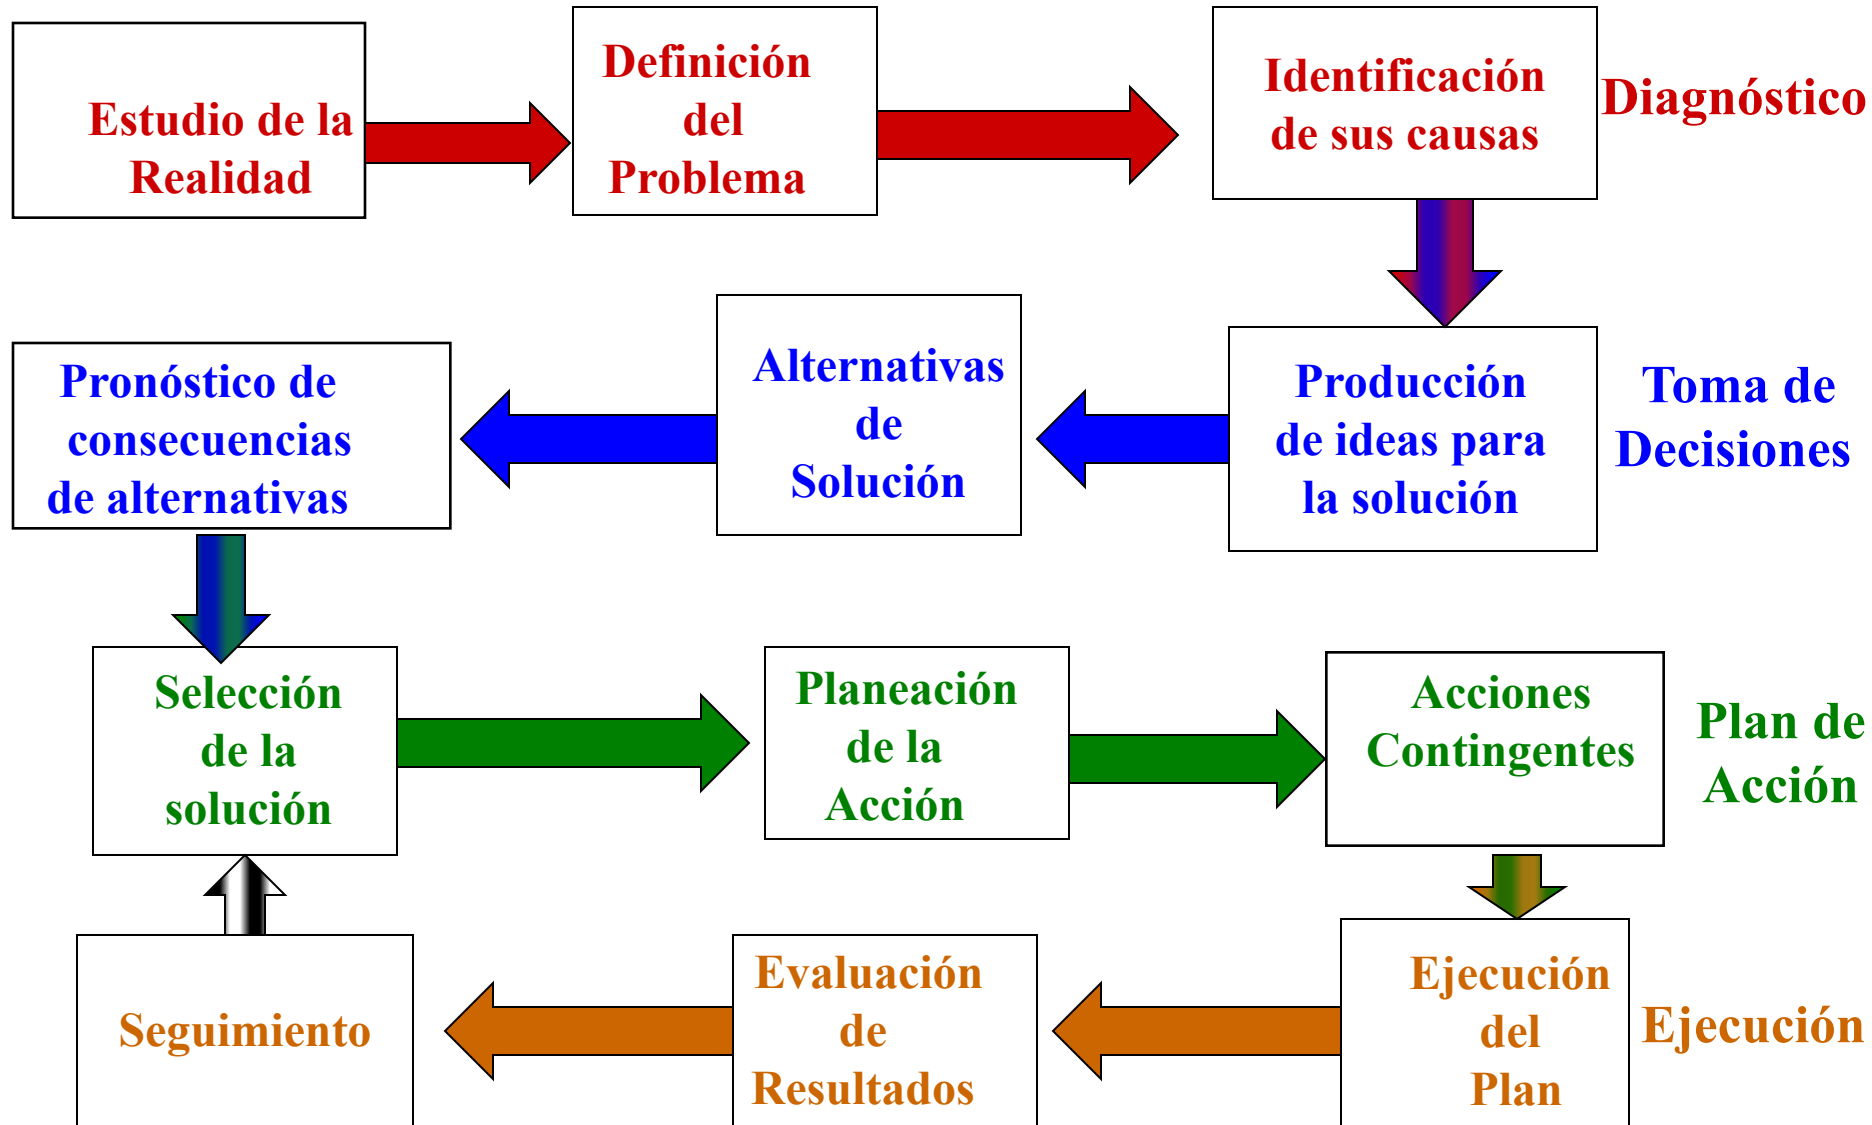 Estudio de la
Realidad
Definición
del
Problema
Identificación
de sus causas
Diagnóstico
Pronóstico de
consecuencias
de alternativas
Alternativas
de
Solución
Producción
de ideas para
la solución
Toma de
Decisiones
Selección
de la
solución
Planeación
de la
Acción
Acciones
Contingentes
Plan de
Acción
Seguimiento
Evaluación
de
Resultados
Ejecución
del
Plan
Ejecución